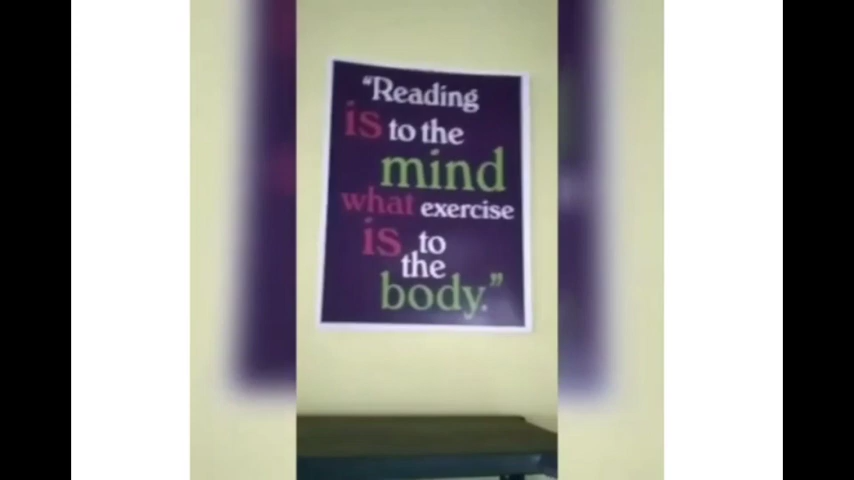 “Reading
is to the
mind
what exercise
is to
the
body.”